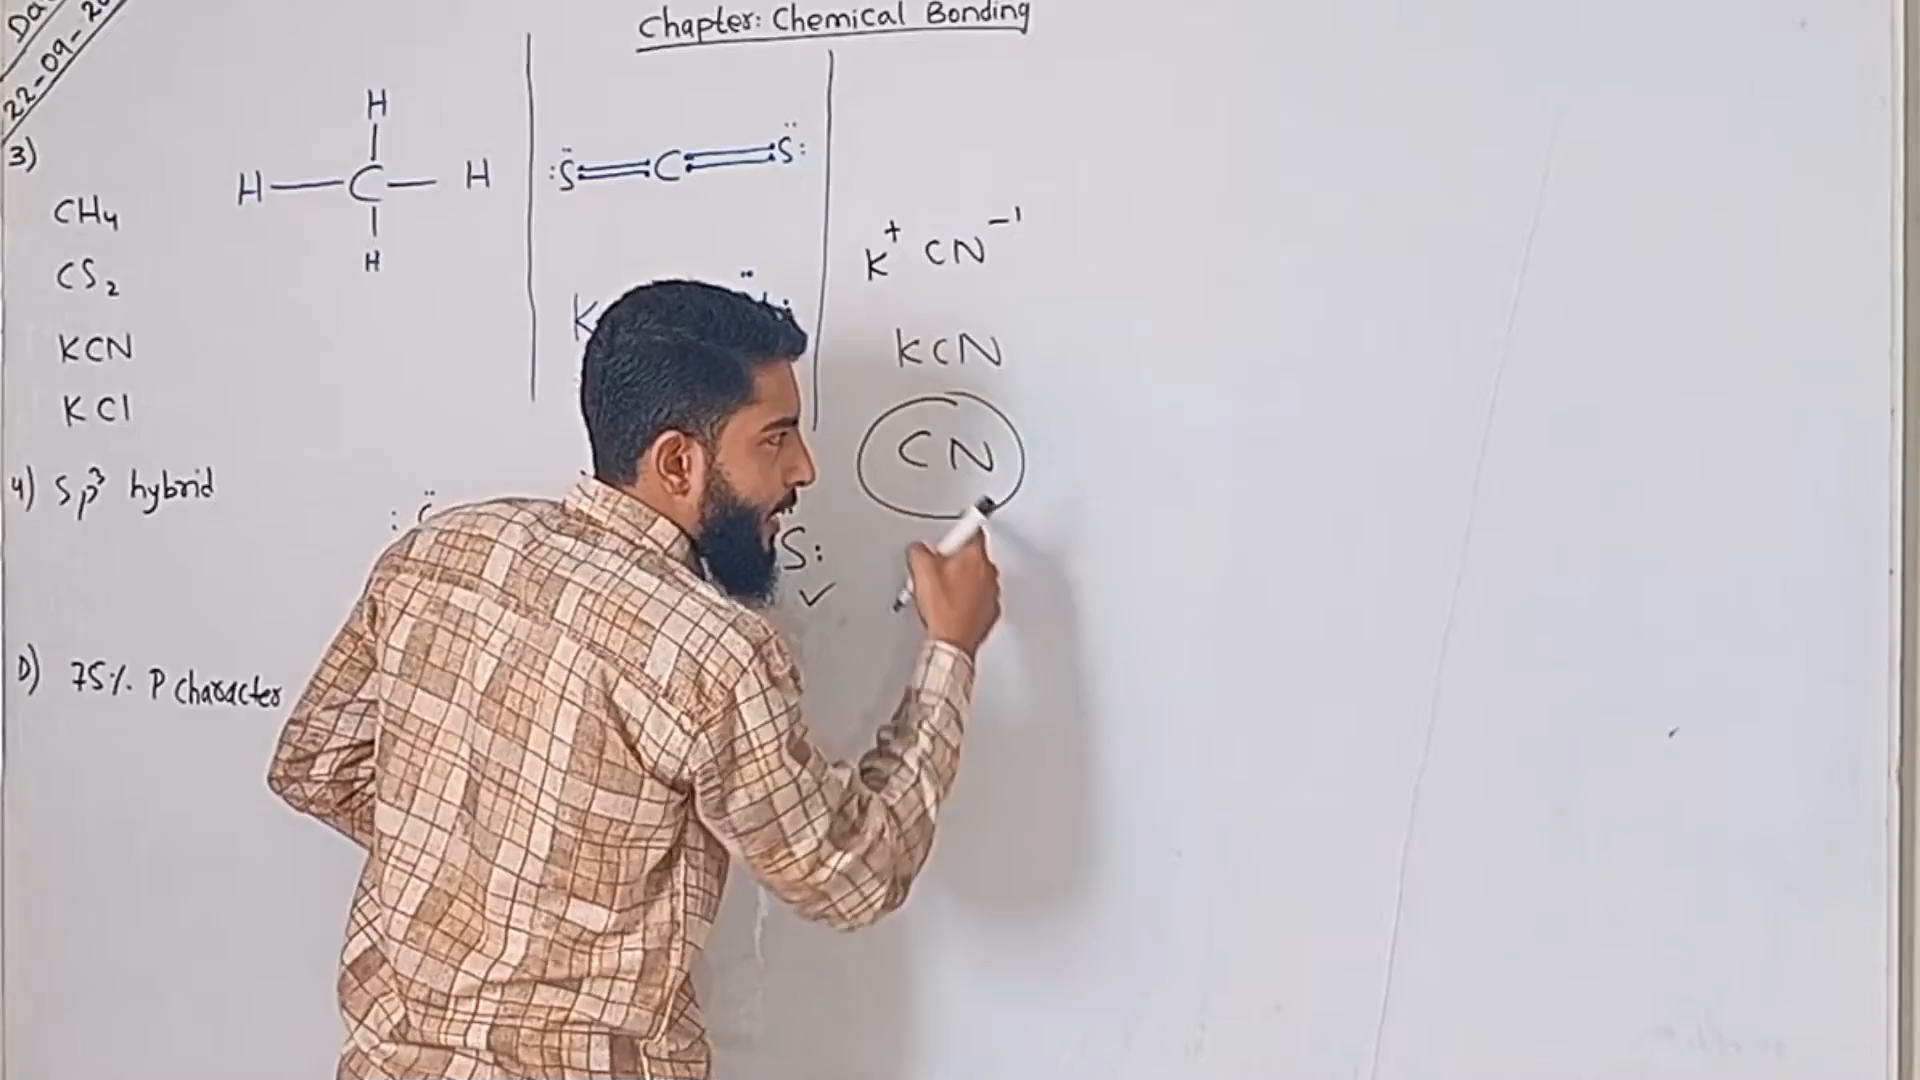 Chapter: Chemical Bonding
22-09-20
3)
CH4
CS2
KCN
KCl
H
H C H
H
:S̈ = C = S̈:
K
K+ CN-1
KCN
CN
4) Sp3 hybrid
S:
✓
D) 75% P Character